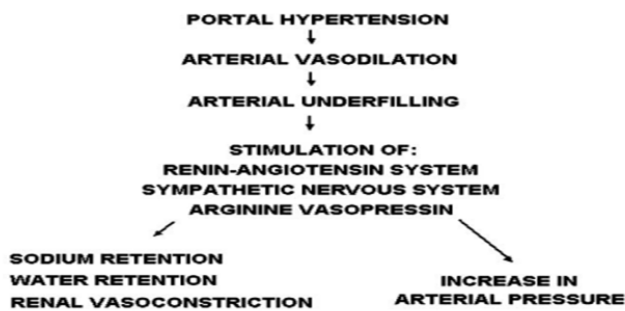 PORTAL HYPERTENSION
ARTERIAL VASODILATION
ARTERIAL UNDERFILLING
STIMULATION OF:
RENIN-ANGIOTENSIN SYSTEM
SYMPATHETIC NERVOUS SYSTEM
ARGININE VASOPRESSIN
SODIUM RETENTION
WATER RETENTION
RENAL VASOCONSTRICTION
INCREASE IN
ARTERIAL PRESSURE